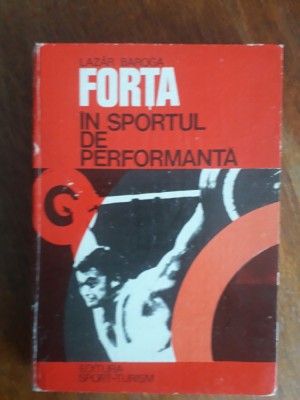 LAZĂR BAROGA
FORȚA
ÎN SPORTUL
DE
PERFORMANȚĂ
EDITURA
SPORT-TURISM